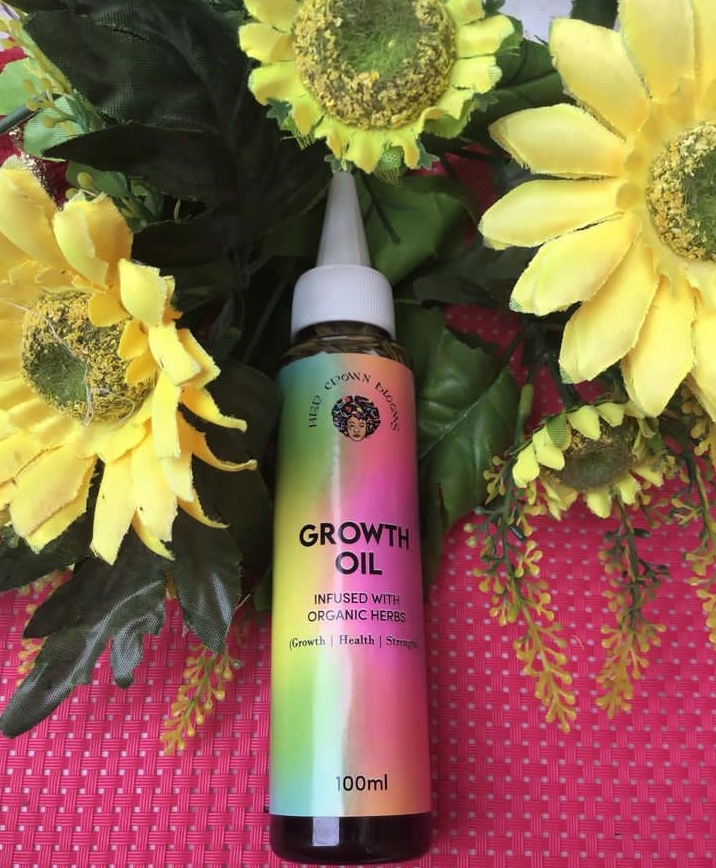 HER CROWN BLOOMS
GROWTH
OIL
INFUSED WITH
ORGANIC HERBS
(Growth | Health | Strength)
100ml